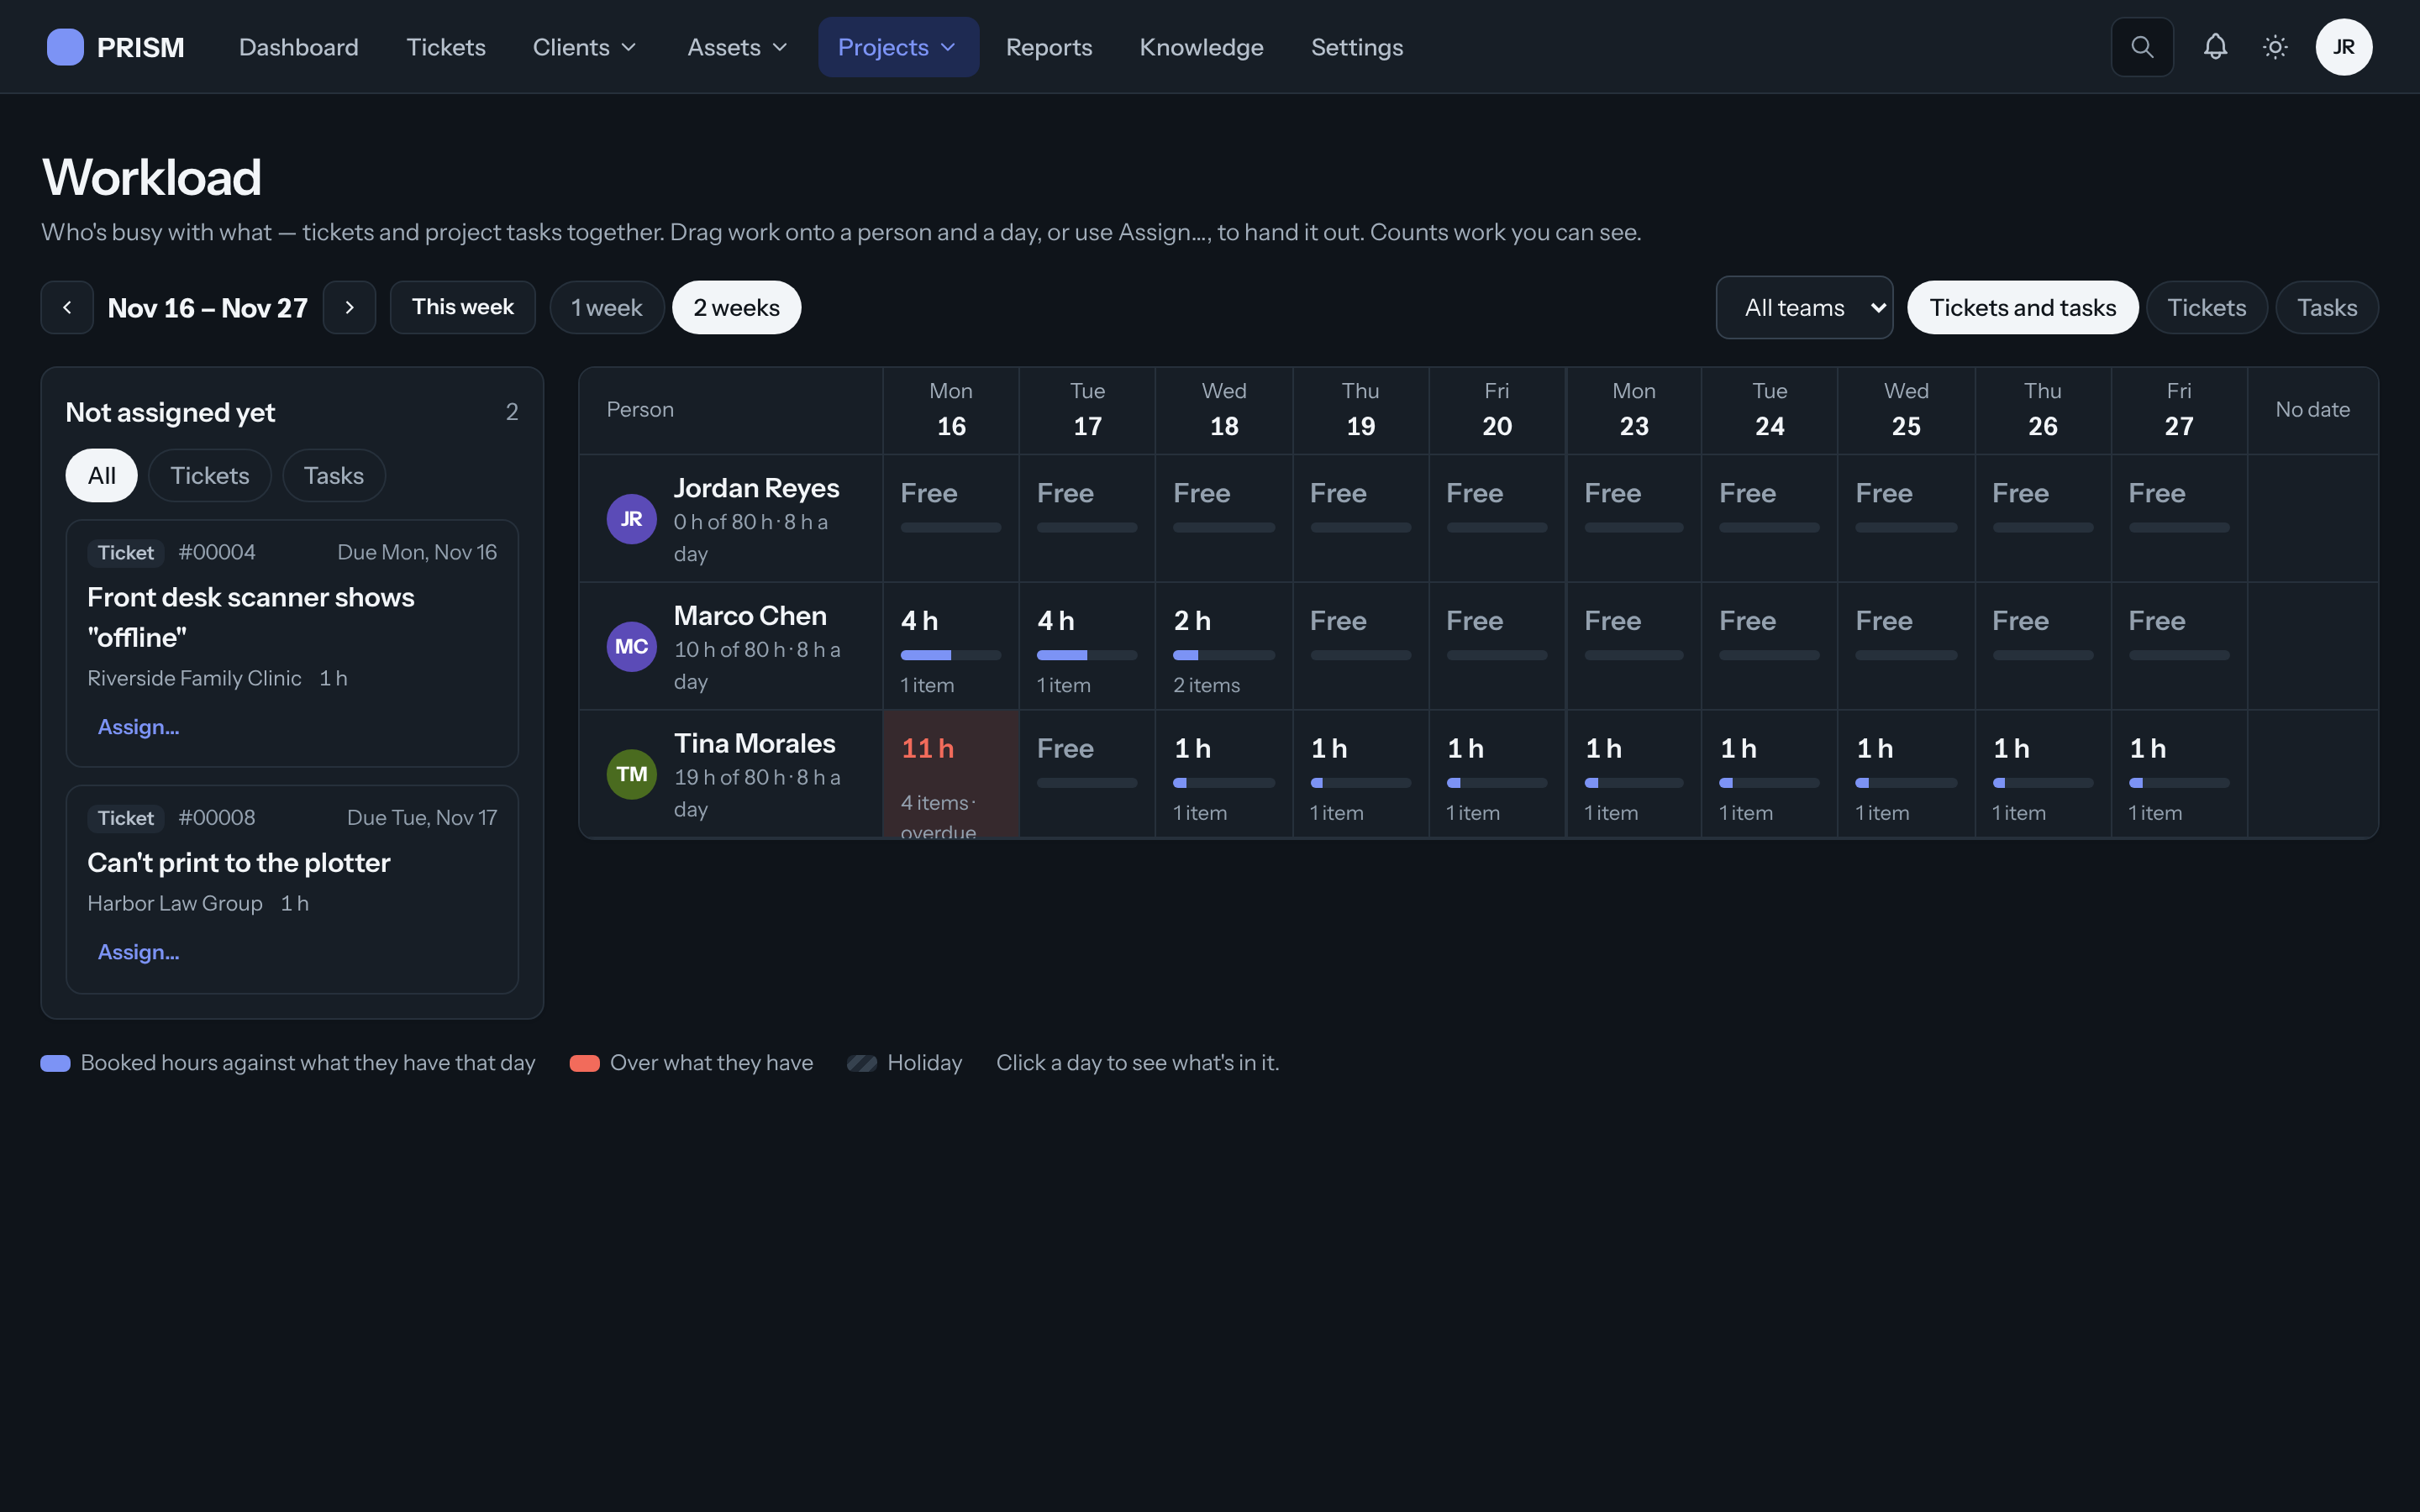 PRISM Dashboard Tickets Clients Assets Projects Reports Knowledge Settings JR
Workload
Who's busy with what — tickets and project tasks together. Drag work onto a person and a day, or use Assign..., to hand it out. Counts work you can see.
Nov 16 – Nov 27 This week 1 week 2 weeks All teams Tickets and tasks Tickets Tasks
Not assigned yet 2
All Tickets Tasks
Ticket #00004 Due Mon, Nov 16
Front desk scanner shows
"offline"
Riverside Family Clinic 1 h
Assign...
Ticket #00008 Due Tue, Nov 17
Can't print to the plotter
Harbor Law Group 1 h
Assign...
Person Mon Tue Wed Thu Fri Mon Tue Wed Thu Fri No date
16 17 18 19 20 23 24 25 26 27
JR Jordan Reyes Free Free Free Free Free Free Free Free Free Free
0 h of 80 h · 8 h a
day
MC Marco Chen 4 h 4 h 2 h Free Free Free Free Free Free Free
10 h of 80 h · 8 h a
day 1 item 1 item 2 items
TM Tina Morales 11 h Free 1 h 1 h 1 h 1 h 1 h 1 h 1 h 1 h
19 h of 80 h · 8 h a
day 4 items · 1 item 1 item 1 item 1 item 1 item 1 item 1 item 1 item
overdue
Booked hours against what they have that day Over what they have Holiday Click a day to see what's in it.